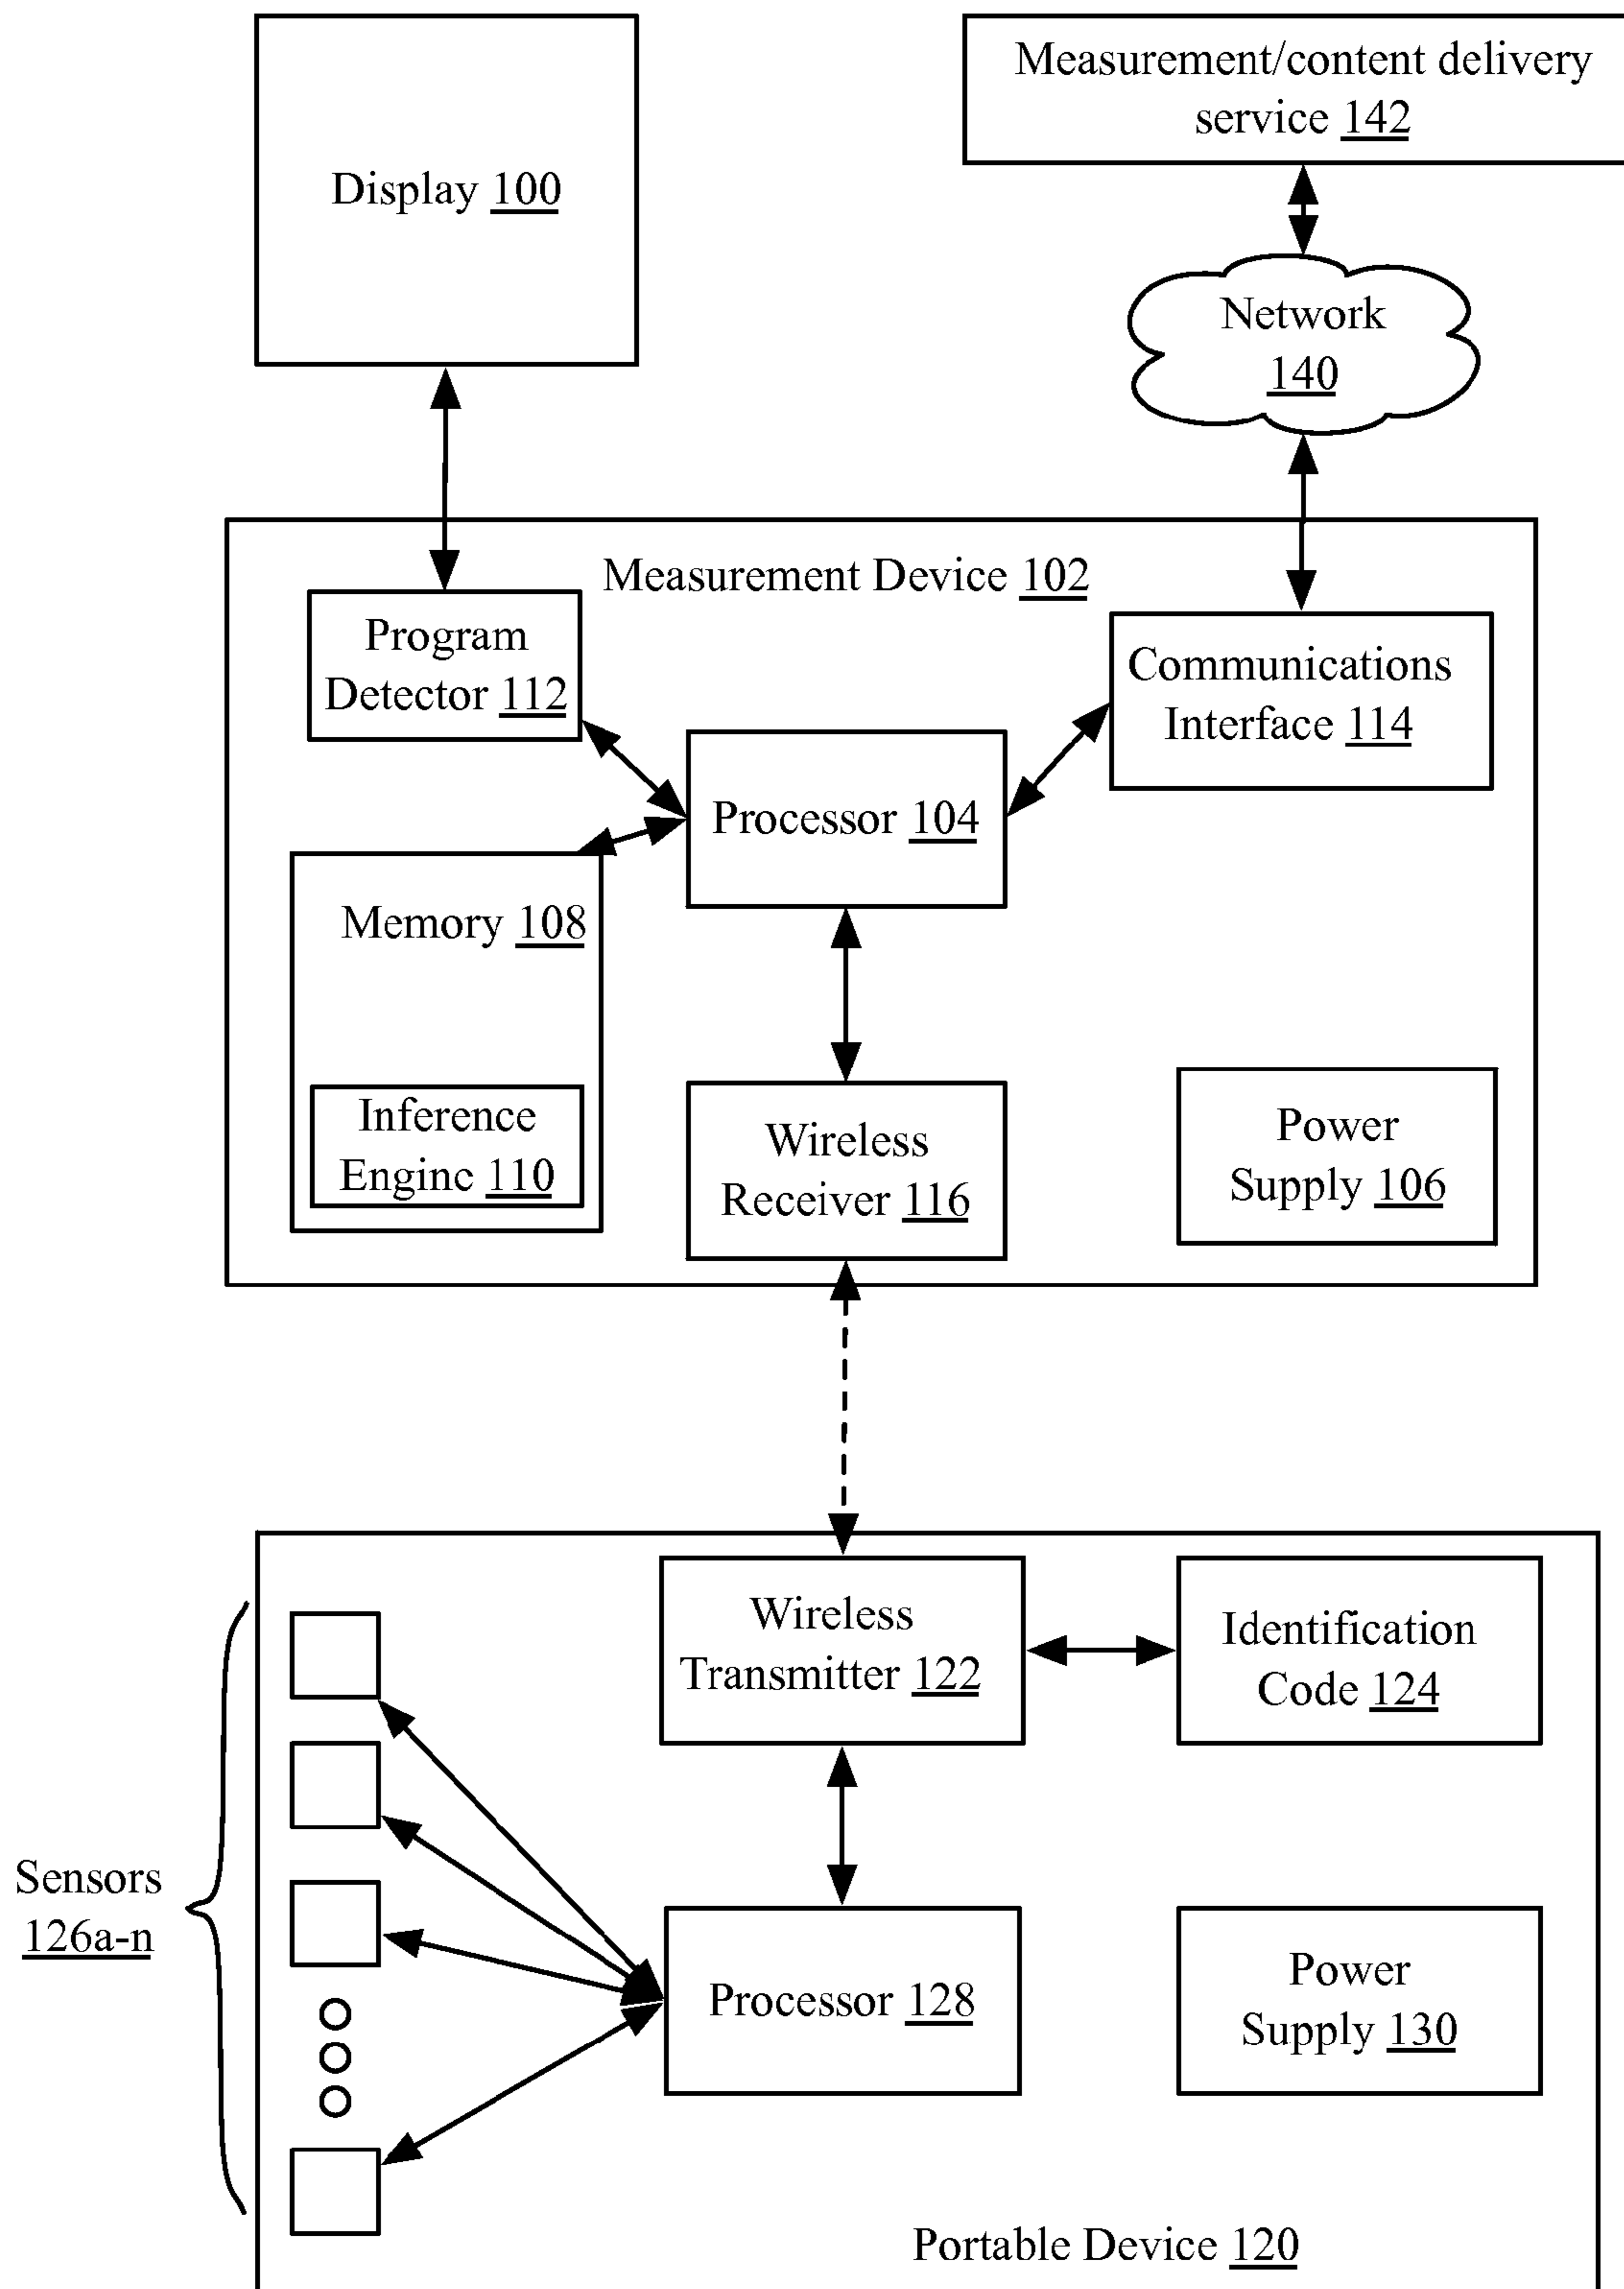 Display 100
Measurement/content delivery
service 142
Network
140
Measurement Device 102
Program
Detector 112
Communications
Interface 114
Processor 104
Memory 108
Inference
Engine 110
Wireless
Receiver 116
Power
Supply 106
Wireless
Transmitter 122
Identification
Code 124
Sensors
126a-n
Processor 128
Power
Supply 130
Portable Device 120